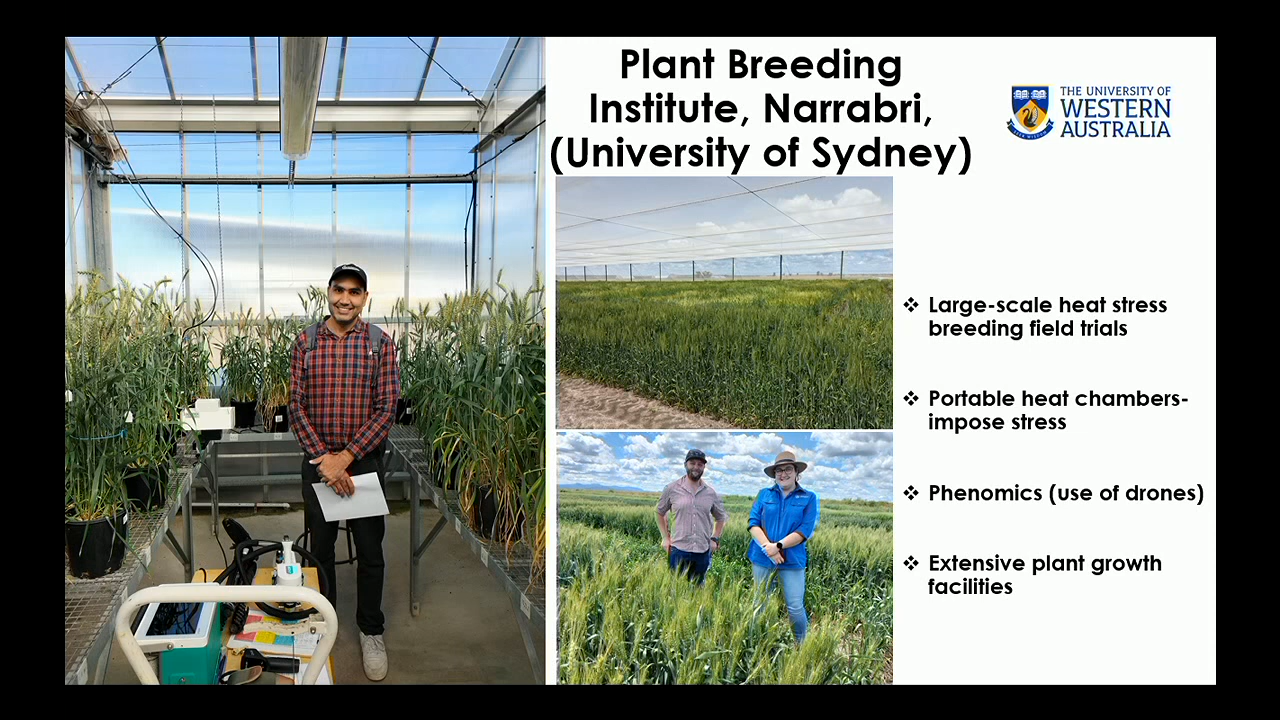 Plant Breeding
Institute, Narrabri,
(University of Sydney)
THE UNIVERSITY OF
WESTERN
AUSTRALIA
❖ Large-scale heat stress
breeding field trials
❖ Portable heat chambers-
impose stress
❖ Phenomics (use of drones)
❖ Extensive plant growth
facilities